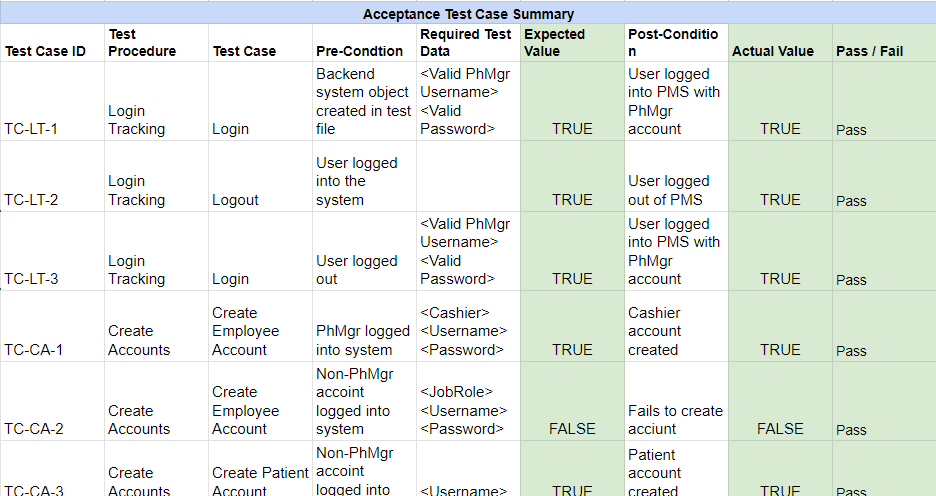 Acceptance Test Case Summary
Test Case ID
Test
Procedure
Test Case
Pre-Condtion
Required Test
Data
Expected
Value
Post-Conditio
n
Actual Value
Pass / Fail
TC-LT-1
Login
Tracking
Login
Backend
system object
created in test
file
<Valid PhMgr
Username>
<Valid
Password>
TRUE
User logged
into PMS with
PhMgr
account
TRUE
Pass
TC-LT-2
Login
Tracking
Logout
User logged
into the
system
TRUE
User logged
out of PMS
TRUE
Pass
TC-LT-3
Login
Tracking
Login
User logged
out
<Valid PhMgr
Username>
<Valid
Password>
TRUE
User logged
into PMS with
PhMgr
account
TRUE
Pass
TC-CA-1
Create
Accounts
Create
Employee
Account
PhMgr logged
into system
<Cashier>
<Username>
<Password>
TRUE
Cashier
account
created
TRUE
Pass
TC-CA-2
Create
Accounts
Create
Employee
Account
Non-PhMgr
accoint
logged into
system
<JobRole>
<Username>
<Password>
FALSE
Fails to create
acciunt
FALSE
Pass
TC-CA-3
Create
Accounts
Create Patient
Account
Non-PhMgr
accoint
logged into
<Username>
TRUE
Patient
account
created
TRUE
Pass